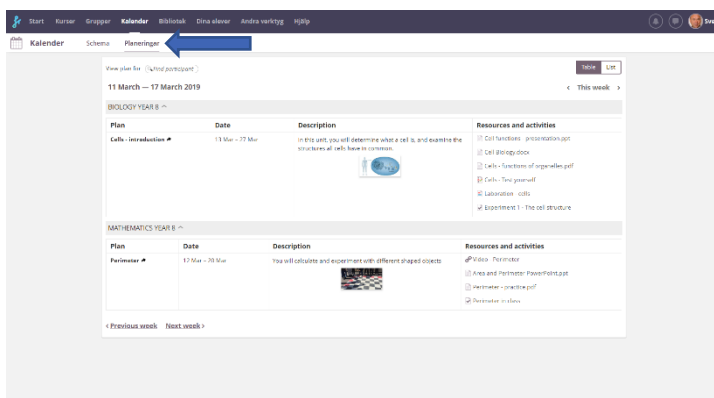 Start Kurser Grupper Kalender Bibliotek Dina elever Andra verktyg Hjälp Sve
Kalender Schema Planeringar
View plan for Find participant Table List
11 March — 17 March 2019 This week
BIOLOGY YEAR 8
Plan Date Description Resources and activities
Cells - introduction 13 Mar – 27 Mar In this unit, you will determine what a cell is, and examine the Cell functions - presentation.ppt
structures all cells have in common. Cell Biology.docx
Cells - functions of organelles.pdf
Cells - Test yourself
Laboration - cells
Experiment 1 - The cell structure
MATHEMATICS YEAR 8
Plan Date Description Resources and activities
Perimeter 12 Mar – 28 Mar You will calculate and experiment with different shaped objects Video - Perimeter
Area and Perimeter PowerPoint.ppt
Perimeter - practice.pdf
Perimeter in class
‹ Previous week Next week ›